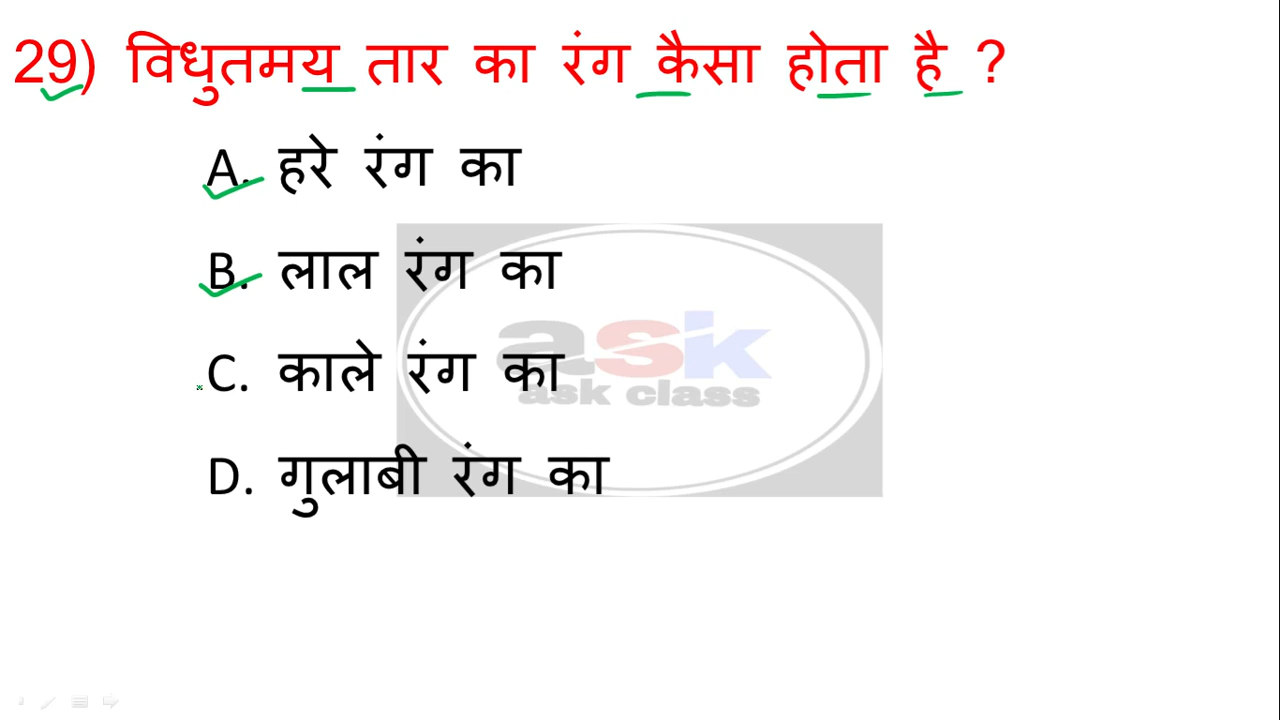 29) विधुतमय तार का रंग कैसा होता है ?
A. हरे रंग का
B. लाल रंग का
C. काले रंग का
D. गुलाबी रंग का
ask
ask class